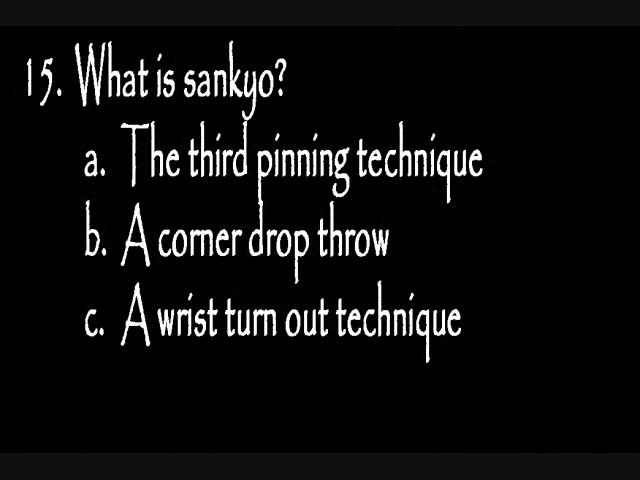 15. What is sankyo?
a. The third pinning technique
b. A corner drop throw
c. A wrist turn out technique